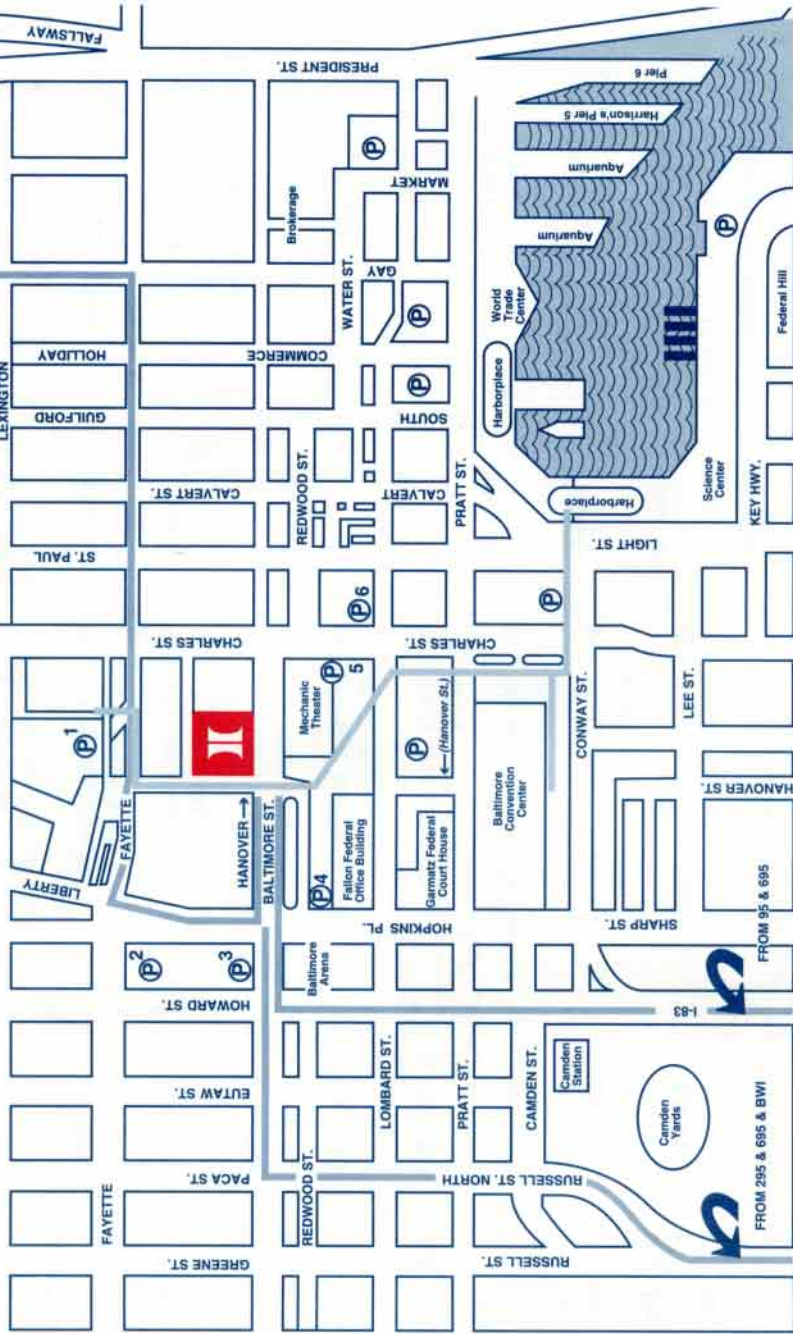 FALLSWAY
PRESIDENT ST.
Pier 6
Harrison's Pier 5
Aquarium
Aquarium
P
MARKET
Brokerage
GAY
WATER ST.
P
World
Trade
Center
P
Federal Hill
LEXINGTON
HOLLIDAY
COMMERCE
P
Harborplace
GUILFORD
SOUTH
CALVERT ST.
REDWOOD ST.
CALVERT
PRATT ST.
Harborplace
Science
Center
KEY HWY.
ST. PAUL
LIGHT ST.
P 6
P
CHARLES ST.
CHARLES ST.
P 1
Mechanic
Theater
P
5
P
(Hanover St.)
CONWAY ST.
LEE ST.
HANOVER ST.
FAYETTE
HANOVER
BALTIMORE ST.
P 4
Fallon Federal
Office Building
Garmatz Federal
Court House
Baltimore
Convention
Center
LIBERTY
HOPKINS PL.
SHARP ST.
P 2
P 3
Baltimore
Arena
FROM 95 & 695
HOWARD ST.
I-83
EUTAW ST.
LOMBARD ST.
PRATT ST.
CAMDEN ST.
Camden
Station
Camden
Yards
PACA ST.
FAYETTE
REDWOOD ST.
RUSSELL ST. NORTH
FROM 295 & 695 & BWI
GREENE ST.
RUSSELL ST.